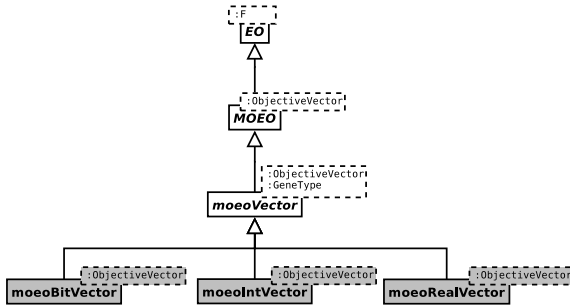 :F
EO
:ObjectiveVector
MOEO
:ObjectiveVector
:GeneType
moeoVector
:ObjectiveVector
:ObjectiveVector
:ObjectiveVector
moeoBitVector
moeoIntVector
moeoRealVector